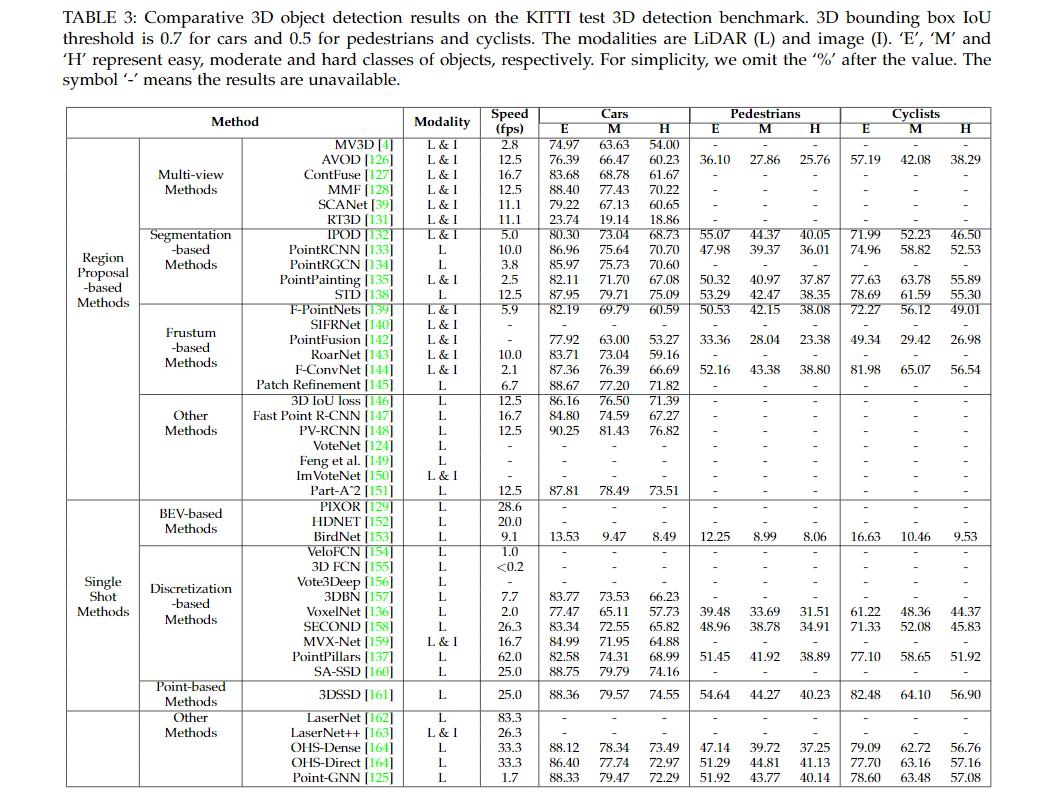 TABLE 3: Comparative 3D object detection results on the KITTI test 3D detection benchmark. 3D bounding box IoU
threshold is 0.7 for cars and 0.5 for pedestrians and cyclists. The modalities are LiDAR (L) and image (I). ‘E’, ‘M’ and
‘H’ represent easy, moderate and hard classes of objects, respectively. For simplicity, we omit the ‘%’ after the value. The
symbol ‘-’ means the results are unavailable.
Method Modality Speed (fps) Cars Pedestrians Cyclists
E M H E M H E M H
Region Proposal -based Methods
Multi-view Methods
MV3D [4] L & I 2.8 74.97 63.63 54.00 - - - - - -
AVOD [126] L & I 12.5 76.39 66.47 60.23 36.10 27.86 25.76 57.19 42.08 38.29
ContFuse [127] L & I 16.7 83.68 68.78 61.67 - - - - - -
MMF [128] L & I 12.5 88.40 77.43 70.22 - - - - - -
SCANet [39] L & I 11.1 79.22 67.13 60.65 - - - - - -
RT3D [131] L & I 11.1 23.74 19.14 18.86 - - - - - -
Segmentation -based Methods
IPOD [132] L & I 5.0 80.30 73.04 68.73 55.07 44.37 40.05 71.99 52.23 46.50
PointRCNN [133] L 10.0 86.96 75.64 70.70 47.98 39.37 36.01 74.96 58.82 52.53
PointRGCN [134] L 3.8 85.97 75.73 70.60 - - - - - -
PointPainting [135] L & I 2.5 82.11 71.70 67.08 50.32 40.97 37.87 77.63 63.78 55.89
STD [138] L 12.5 87.95 79.71 75.09 53.29 42.47 38.35 78.69 61.59 55.30
Frustum -based Methods
F-PointNets [139] L & I 5.9 82.19 69.79 60.59 50.53 42.15 38.08 72.27 56.12 49.01
SIFRNet [140] L & I - - - - - - - - - -
PointFusion [142] L & I - 77.92 63.00 53.27 33.36 28.04 23.38 49.34 29.42 26.98
RoarNet [143] L & I 10.0 83.71 73.04 59.16 - - - - - -
F-ConvNet [144] L & I 2.1 87.36 76.39 66.69 52.16 43.38 38.80 81.98 65.07 56.54
Patch Refinement [145] L 6.7 88.67 77.20 71.82 - - - - - -
Other Methods
3D IoU loss [146] L 12.5 86.16 76.50 71.39 - - - - - -
Fast Point R-CNN [147] L 16.7 84.80 74.59 67.27 - - - - - -
PV-RCNN [148] L 12.5 90.25 81.43 76.82 - - - - - -
VoteNet [124] L - - - - - - - - - -
Feng et al. [149] L - - - - - - - - - -
ImVoteNet [150] L & I - - - - - - - - - -
Part-A^2 [151] L 12.5 87.81 78.49 73.51 - - - - - -
Single Shot Methods
BEV-based Methods
PIXOR [129] L 28.6 - - - - - - - - -
HDNET [152] L 20.0 - - - - - - - - -
BirdNet [153] L 9.1 13.53 9.47 8.49 12.25 8.99 8.06 16.63 10.46 9.53
Discretization -based Methods
VeloFCN [154] L 1.0 - - - - - - - - -
3D FCN [155] L <0.2 - - - - - - - - -
Vote3Deep [156] L - - - - - - - - - -
3DBN [157] L 7.7 83.77 73.53 66.23 - - - - - -
VoxelNet [136] L 2.0 77.47 65.11 57.73 39.48 33.69 31.51 61.22 48.36 44.37
SECOND [158] L 26.3 83.34 72.55 65.82 48.96 38.78 34.91 71.33 52.08 45.83
MVX-Net [159] L & I 16.7 84.99 71.95 64.88 - - - - - -
PointPillars [137] L 62.0 82.58 74.31 68.99 51.45 41.92 38.89 77.10 58.65 51.92
SA-SSD [160] L 25.0 88.75 79.79 74.16 - - - - - -
Point-based Methods
3DSSD [161] L 25.0 88.36 79.57 74.55 54.64 44.27 40.23 82.48 64.10 56.90
Other Methods
LaserNet [162] L 83.3 - - - - - - - - -
LaserNet++ [163] L & I 26.3 - - - - - - - - -
OHS-Dense [164] L 33.3 88.12 78.34 73.49 47.14 39.72 37.25 79.09 62.72 56.76
OHS-Direct [164] L 33.3 86.40 77.74 72.97 51.29 44.81 41.13 77.70 63.16 57.16
Point-GNN [125] L 1.7 88.33 79.47 72.29 51.92 43.77 40.14 78.60 63.48 57.08